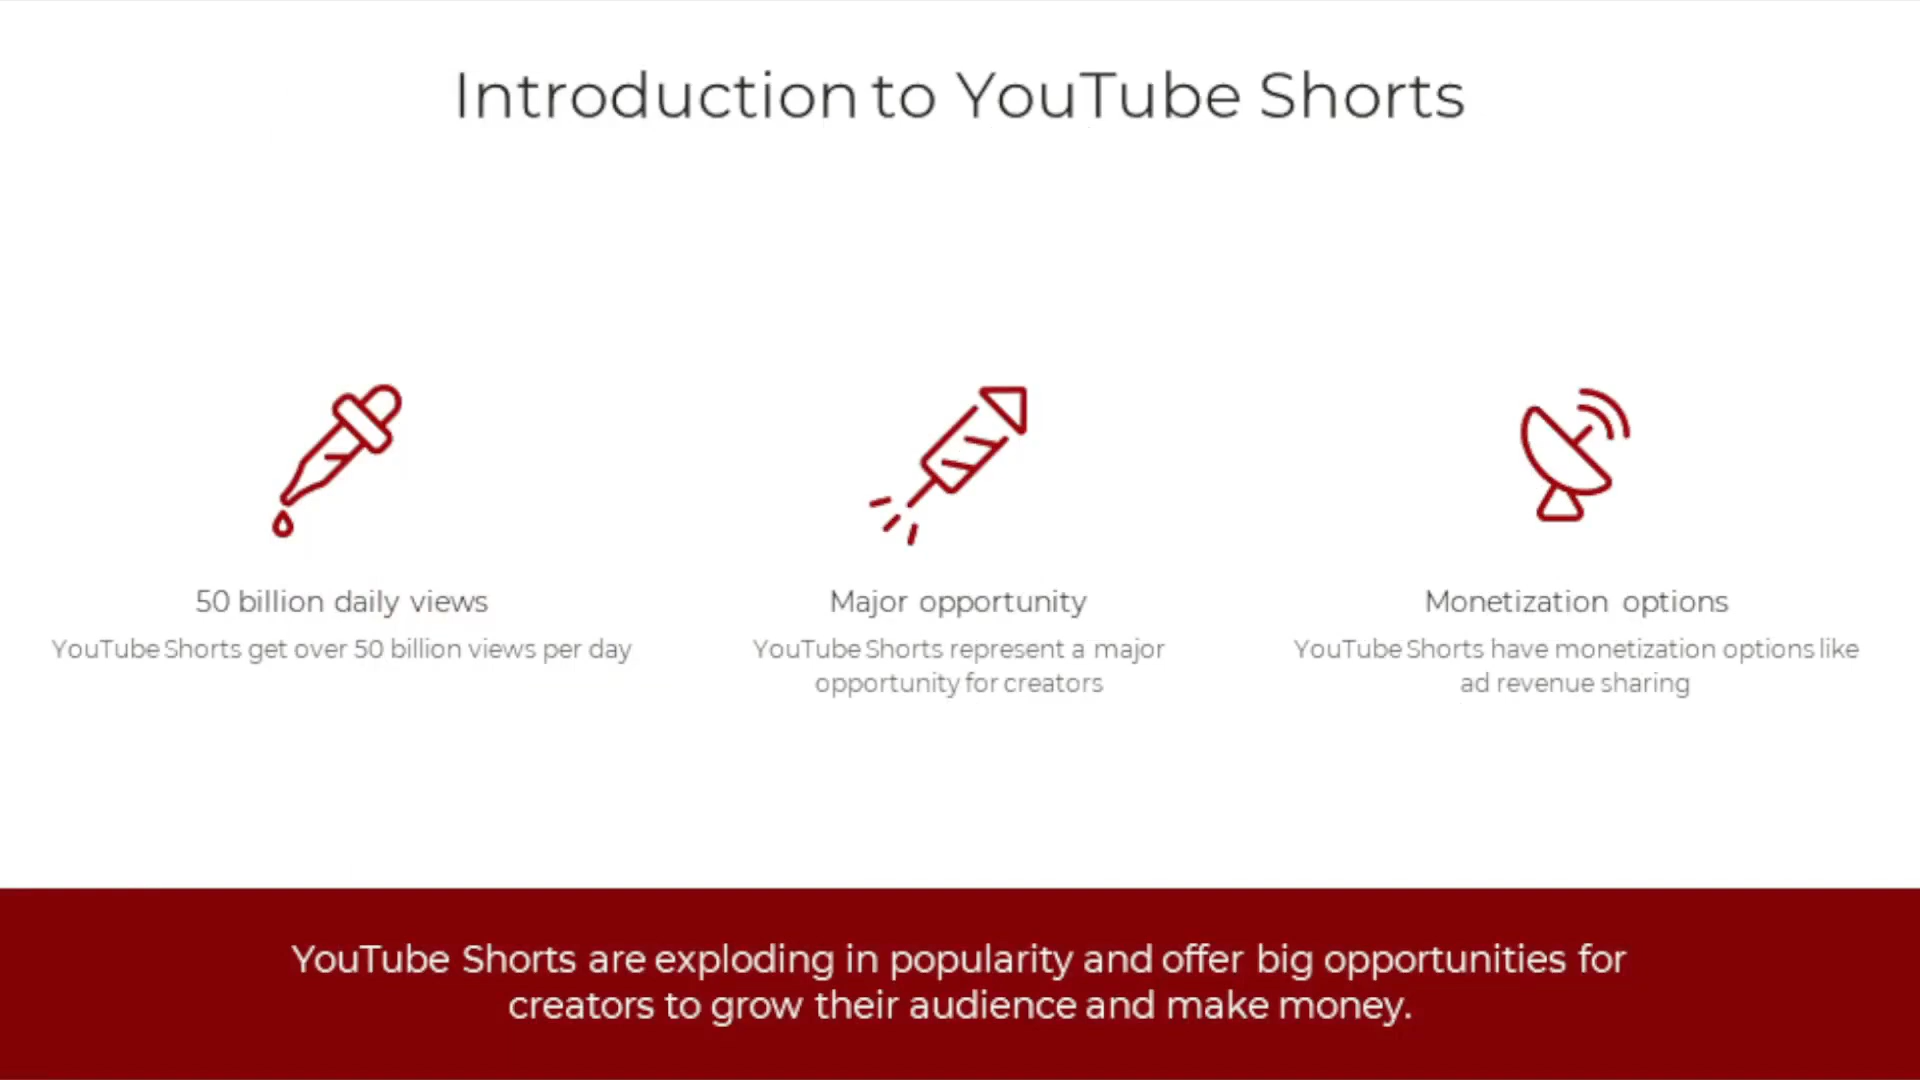 Introduction to YouTube Shorts
50 billion daily views
YouTube Shorts get over 50 billion views per day
Major opportunity
YouTube Shorts represent a major
opportunity for creators
Monetization options
YouTube Shorts have monetization options like
ad revenue sharing
YouTube Shorts are exploding in popularity and offer big opportunities for
creators to grow their audience and make money.